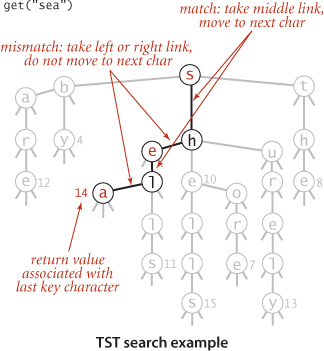 get("sea")
match: take middle link,
move to next char
mismatch: take left or right link,
do not move to next char
s
b t
a
y 4 e h u h
r
e 12 14 a l e 10 o r e 8
return value
associated with
last key character
l l r e
s 11 l e 7 l
s 15 y 13
TST search example